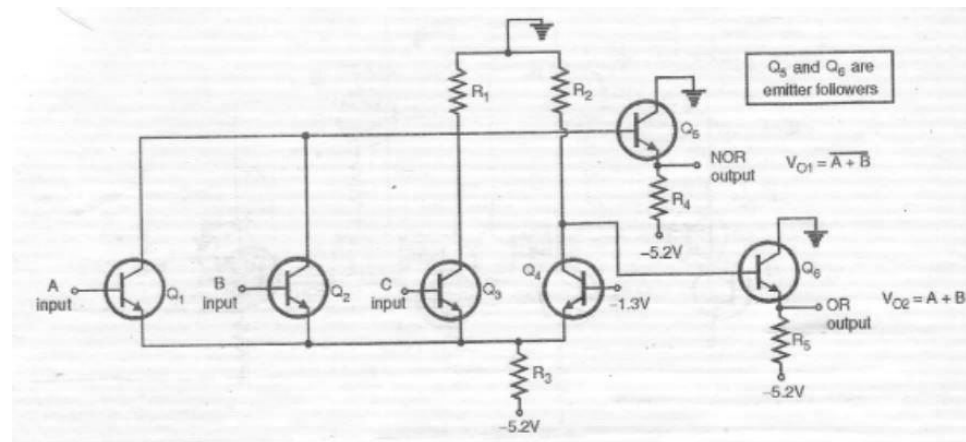 R1
R2
Q5 and Q6 are
emitter followers
Q5
NOR
output
VO1 = A + B
R4
–5.2V
A
input
Q1
B
input
Q2
C
input
Q3
Q4
–1.3V
Q6
OR
output
VO2 = A + B
R5
–5.2V
R3
–5.2V